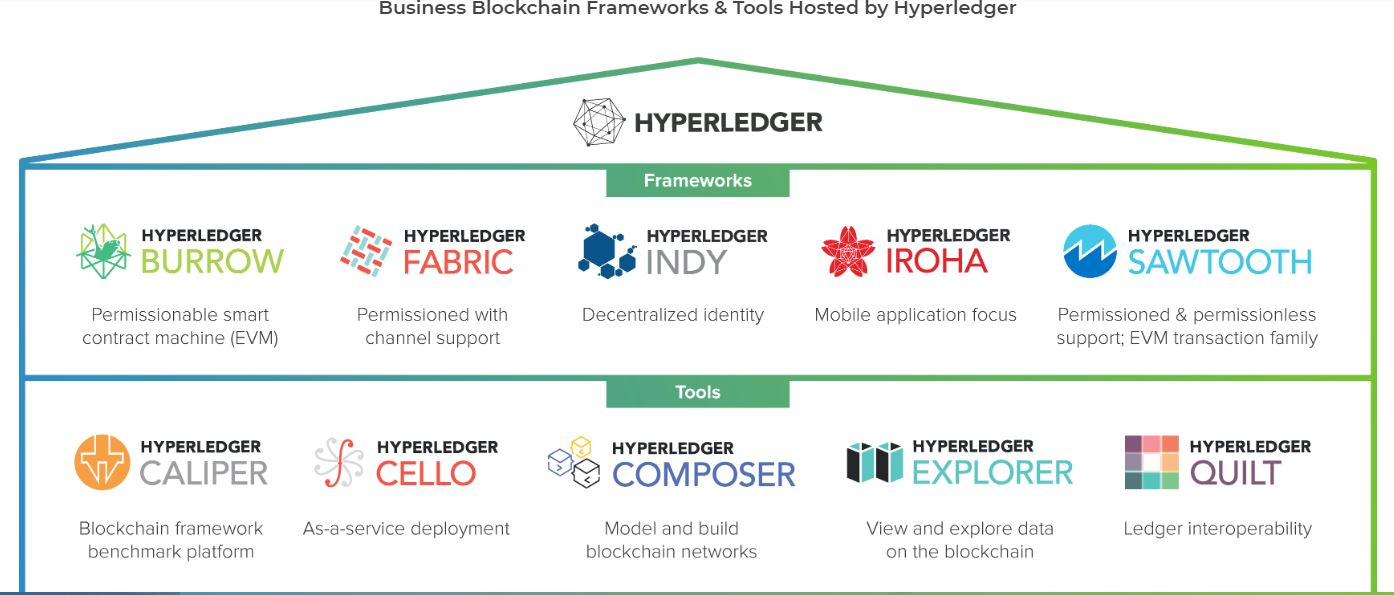 Business Blockchain Frameworks & Tools Hosted by Hyperledger
HYPERLEDGER
Frameworks
HYPERLEDGER
BURROW
Permissionable smart
contract machine (EVM)
HYPERLEDGER
FABRIC
Permissioned with
channel support
HYPERLEDGER
INDY
Decentralized identity
HYPERLEDGER
IROHA
Mobile application focus
HYPERLEDGER
SAWTOOTH
Permissioned & permissionless
support; EVM transaction family
Tools
HYPERLEDGER
CALIPER
Blockchain framework
benchmark platform
HYPERLEDGER
CELLO
As-a-service deployment
HYPERLEDGER
COMPOSER
Model and build
blockchain networks
HYPERLEDGER
EXPLORER
View and explore data
on the blockchain
HYPERLEDGER
QUILT
Ledger interoperability